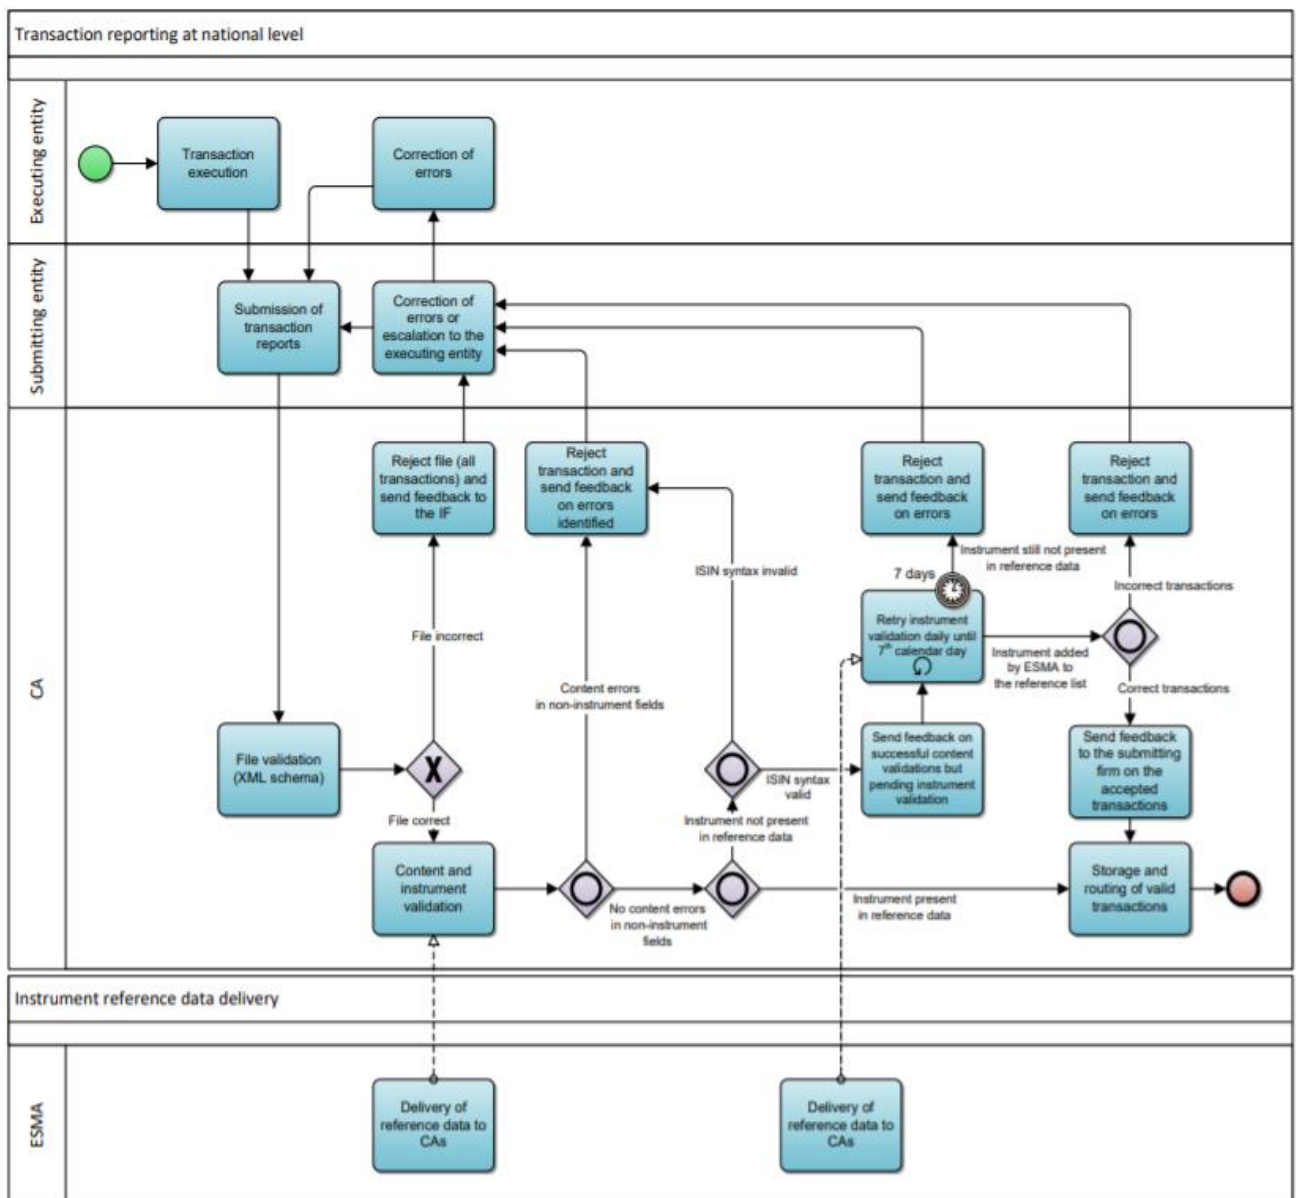 Transaction reporting at national level
Executing entity
Transaction
execution
Correction of
errors
Submitting entity
Submission of
transaction
reports
Correction of
errors or
escalation to the
executing entity
CA
Reject file (all
transactions) and
send feedback to
the IF
Reject
transaction and
send feedback
on errors
identified
Reject
transaction and
send feedback
on errors
Reject
transaction and
send feedback
on errors
Instrument still not present
in reference data
7 days
ISIN syntax invalid
Incorrect transactions
Retry instrument
validation daily until
7th calendar day
File incorrect
Instrument added
by ESMA to
the reference list
Content errors
in non-instrument fields
Correct transactions
File validation
(XML schema)
X
ISIN syntax
valid
Send feedback on
successful content
validations but
pending instrument
validation
Send feedback
to the submitting
firm on the
accepted
transactions
File correct
Instrument not present
in reference data
Content and
instrument
validation
No content errors
in non-instrument
fields
Instrument present
in reference data
Storage and
routing of valid
transactions
Instrument reference data delivery
ESMA
Delivery of
reference data to
CAs
Delivery of
reference data to
CAs